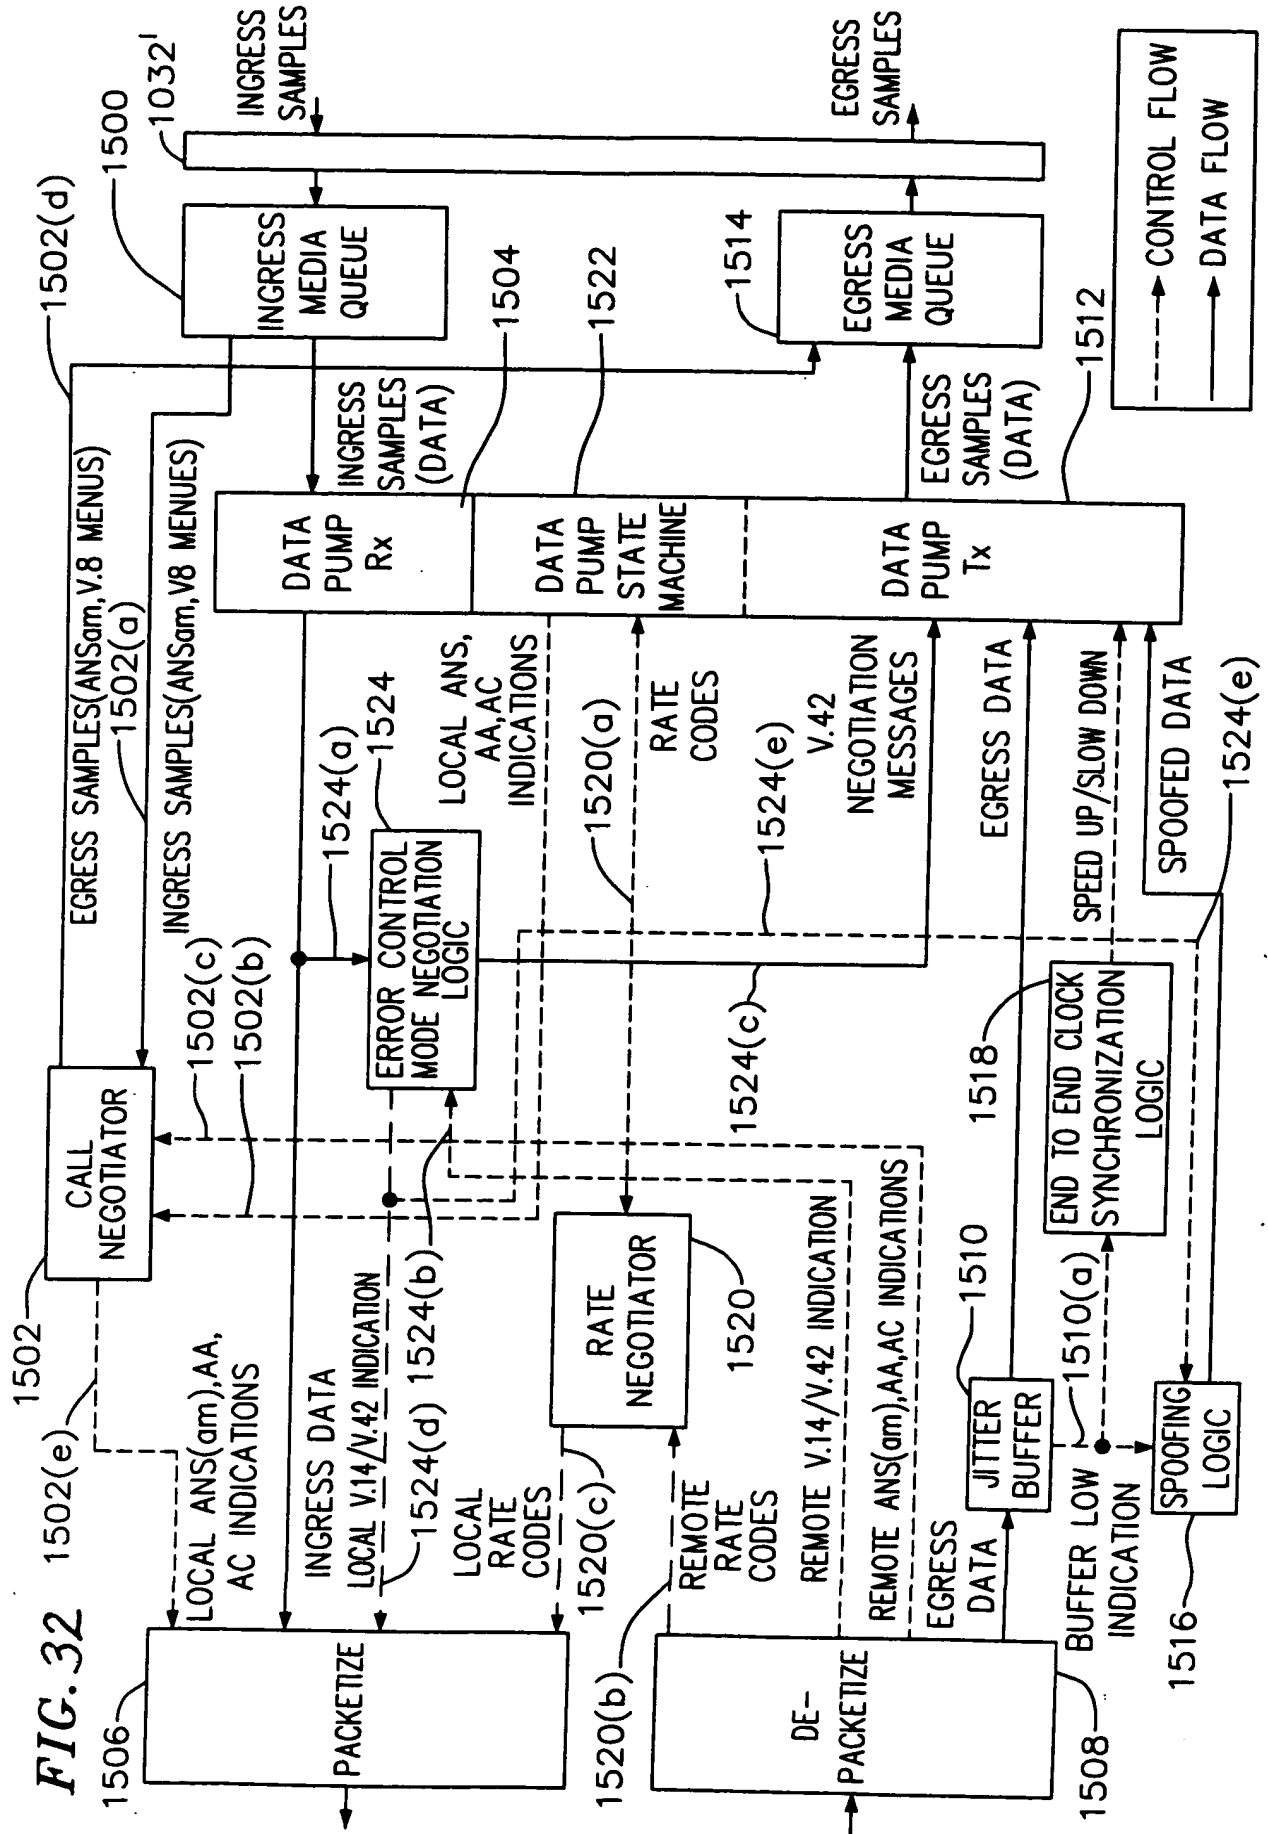 FIG. 32
1502(d)
1500
1032'
INGRESS
SAMPLES
EGRESS
SAMPLES
INGRESS
MEDIA
QUEUE
EGRESS
MEDIA
QUEUE
1514
1504
1522
1512
CONTROL FLOW
DATA FLOW
EGRESS SAMPLES(ANSam,V.8 MENUS)
1502(a)
INGRESS SAMPLES(ANSam,V8 MENUES)
INGRESS
SAMPLES
(DATA)
EGRESS
SAMPLES
(DATA)
DATA
PUMP
Rx
DATA
PUMP
STATE
MACHINE
DATA
PUMP
Tx
1524(a)
1524
LOCAL ANS,
AA,AC
INDICATIONS
1520(a)
RATE
CODES
1524(e)
V.42
NEGOTIATION
MESSAGES
EGRESS DATA
SPEED UP/SLOW DOWN
SPOOFED DATA
1524(e)
1502(c)
1502(b)
ERROR CONTROL
MODE NEGOTIATION
LOGIC
1524(c)
1518
END TO END CLOCK
SYNCHRONIZATION
LOGIC
CALL
NEGOTIATOR
1502
1502(e)
LOCAL ANS(am),AA,
AC INDICATIONS
INGRESS DATA
LOCAL V.14/V.42 INDICATION
1524(d)
1524(b)
RATE
NEGOTIATOR
1520
LOCAL
RATE
CODES
1520(c)
REMOTE
RATE
CODES
REMOTE V.14/V.42 INDICATION
REMOTE ANS(am),AA,AC INDICATIONS
1510
1510(a)
JITTER
BUFFER
SPOOFING
LOGIC
EGRESS
DATA
BUFFER LOW
INDICATION
1516
1506
PACKETIZE
1520(b)
DE-
PACKETIZE
1508